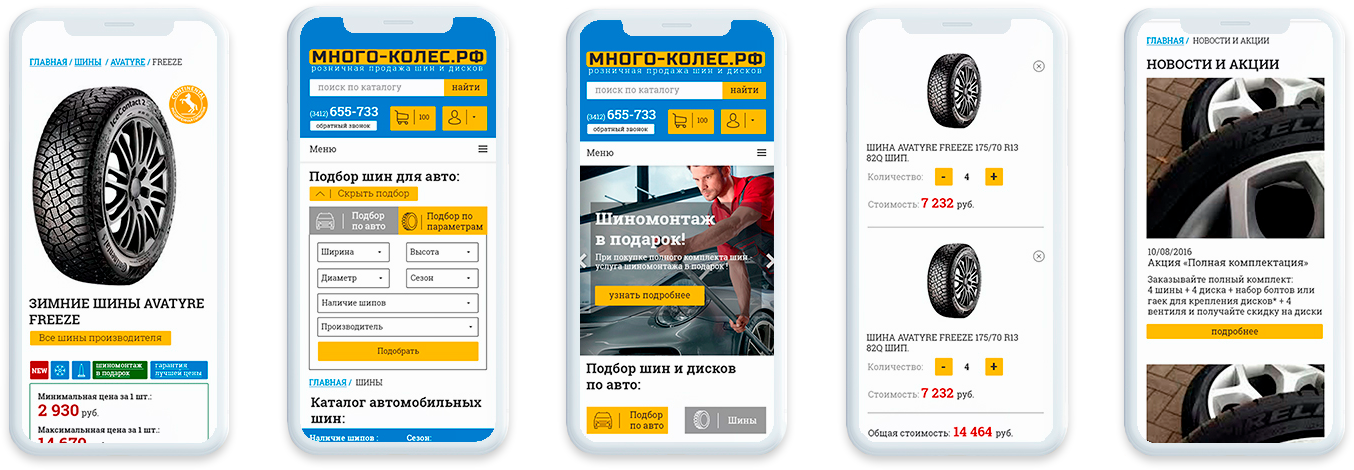 ГЛАВНАЯ / ШИНЫ / AVATYRE / FREEZE
CONTINENTAL
IceContact 2
ЗИМНИЕ ШИНЫ AVATYRE
FREEZE
Все шины производителя
NEW
шиномонтаж
в подарок
гарантия
лучшей цены
Минимальная цена за 1 шт.:
2 930 руб.
Максимальнная цена за 1 шт.:
14 670 руб.
МНОГО-КОЛЕС.РФ
розничная продажа шин и дисков
поиск по каталогу
найти
(3412) 655-733
обратный звонок
100
Меню
Подбор шин для авто:
Скрыть подбор
Подбор
по авто
Подбор по
параметрам
Ширина
Высота
Диаметр
Сезон
Наличие шипов
Производитель
Подобрать
ГЛАВНАЯ / ШИНЫ
Каталог автомобильных
шин:
Наличие шипов :
Сезон:
МНОГО-КОЛЕС.РФ
розничная продажа шин и дисков
поиск по каталогу
найти
(3412) 655-733
обратный звонок
100
Меню
Шиномонтаж
в подарок!
При покупке полного комплекта шин -
услуга шиномонтажа в подарок !
узнать подробнее
Подбор шин и дисков
по авто:
Подбор
по авто
Шины
ШИНА AVATYRE FREEZE 175/70 R13
82Q ШИП.
Количество:
-
4
+
Стоимость: 7 232 руб.
ШИНА AVATYRE FREEZE 175/70 R13
82Q ШИП.
Количество:
-
4
+
Стоимость: 7 232 руб.
Общая стоимость: 14 464 руб.
ГЛАВНАЯ / НОВОСТИ И АКЦИИ
НОВОСТИ И АКЦИИ
10/08/2016
Акция «Полная комплектация»
Заказывайте полный комплект:
4 шины + 4 диска + набор болтов или
гаек для крепления дисков* + 4
вентиля и получайте скидку на диски
подробнее